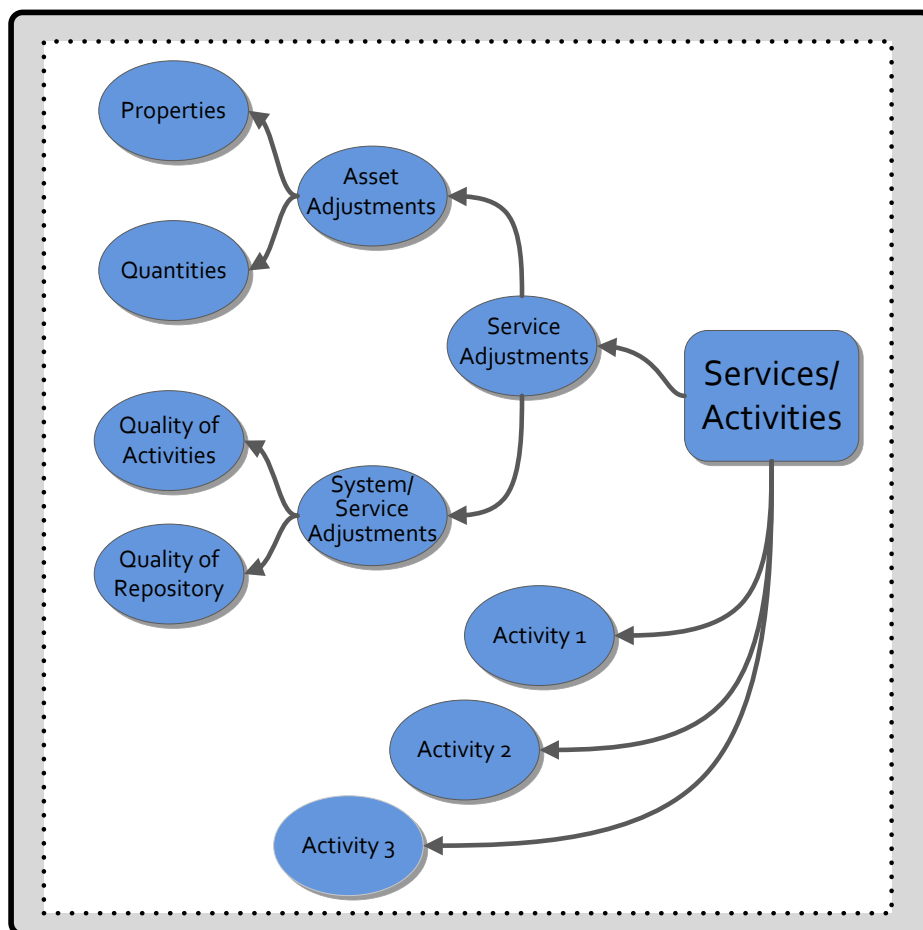 Properties
Asset
Adjustments
Quantities
Service
Adjustments
Services/
Activities
Quality of
Activities
System/
Service
Adjustments
Quality of
Repository
Activity 1
Activity 2
Activity 3